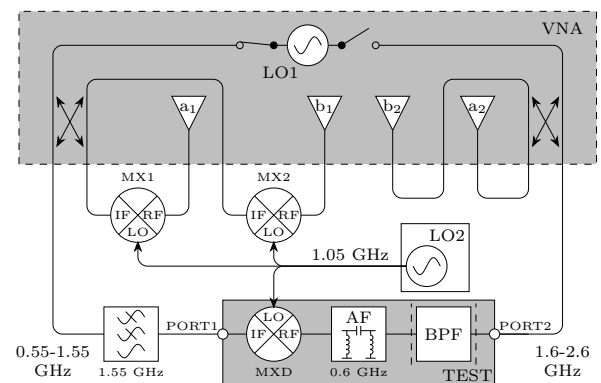 VNA
LO1
a1 b1 b2 a2
MX1 MX2
IF RF LO IF RF LO
LO2
1.05 GHz
PORT1 LO AF PORT2
IF RF BPF
0.55-1.55 GHz
1.55 GHz MXD 0.6 GHz TEST
1.6-2.6 GHz